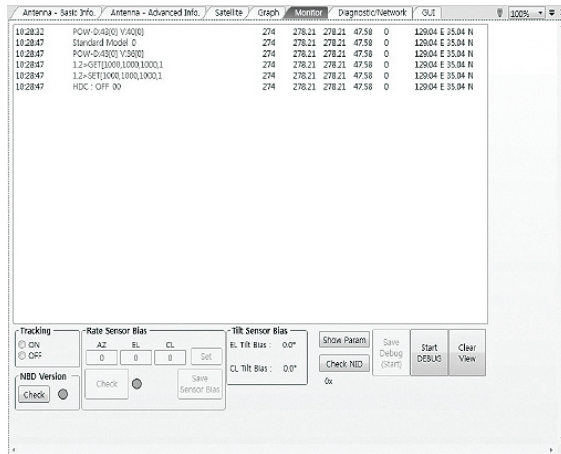 Antenna - Basic Info. Antenna - Advanced Info. Satellite Graph Monitor Diagnostic/Network GUI 100%
10:28:32 POW-D:42[0] V:40[0] 274 278.21 278.21 47.58 0 129.04 E 35.04 N
10:28:47 Standard Model 0 274 278.21 278.21 47.58 0 129.04 E 35.04 N
10:28:47 POW-D:43[0] V:36[0] 274 278.21 278.21 47.58 0 129.04 E 35.04 N
10:28:47 1.2>GET[1000,1000,1000,1 274 278.21 278.21 47.58 0 129.04 E 35.04 N
10:28:47 1.2>SET[1000,1000,1000,1 274 278.21 278.21 47.58 0 129.04 E 35.04 N
10:28:47 HDC : OFF 00 274 278.21 278.21 47.58 0 129.04 E 35.04 N
Tracking
ON
OFF
NBD Version
Check
Rate Sensor Bias
AZ EL CL
0 0 0 Set
Check
Save
Sensor Bias
Tilt Sensor Bias
EL Tilt Bias : 0.0°
CL Tilt Bias : 0.0°
Show Param
Check NID
0x
Save
Debug
(Start)
Start
DEBUG
Clear
View